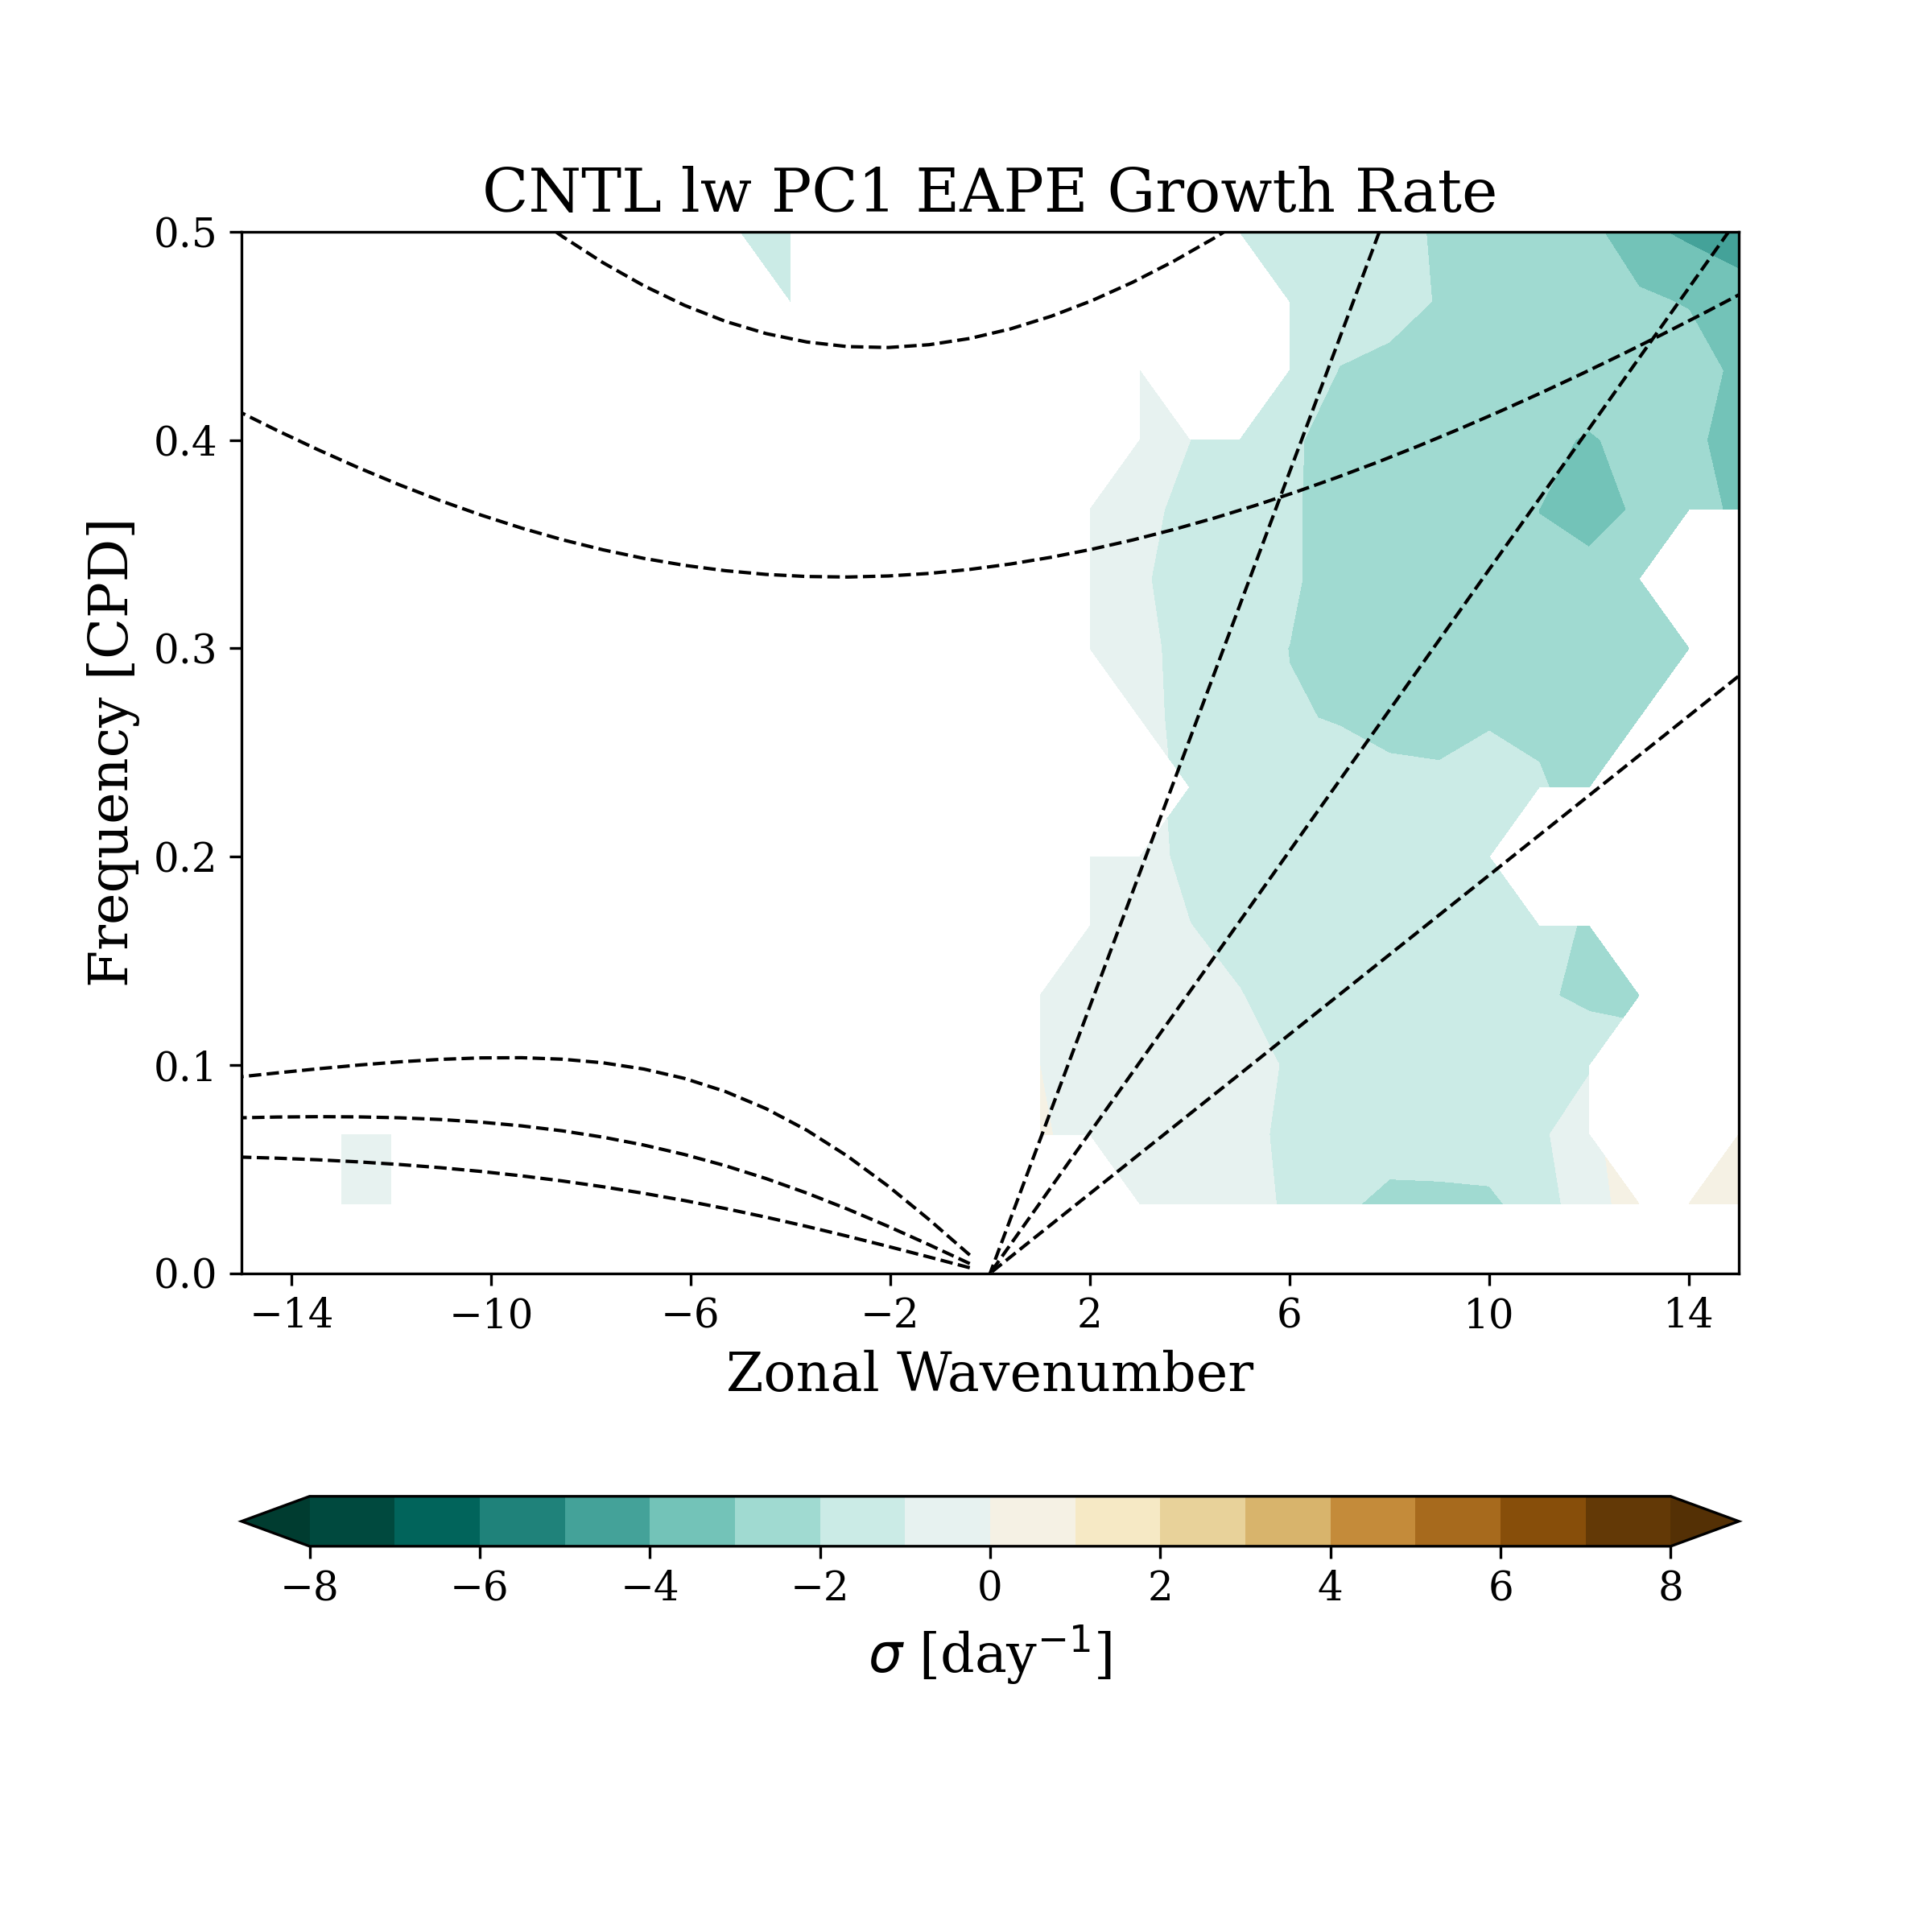 CNTL lw PC1 EAPE Growth Rate
0.5
0.4
0.3
0.2
0.1
0.0
Frequency [CPD]
−14 −10 −6 −2 2 6 10 14
Zonal Wavenumber
−8 −6 −4 −2 0 2 4 6 8
σ [day⁻¹]